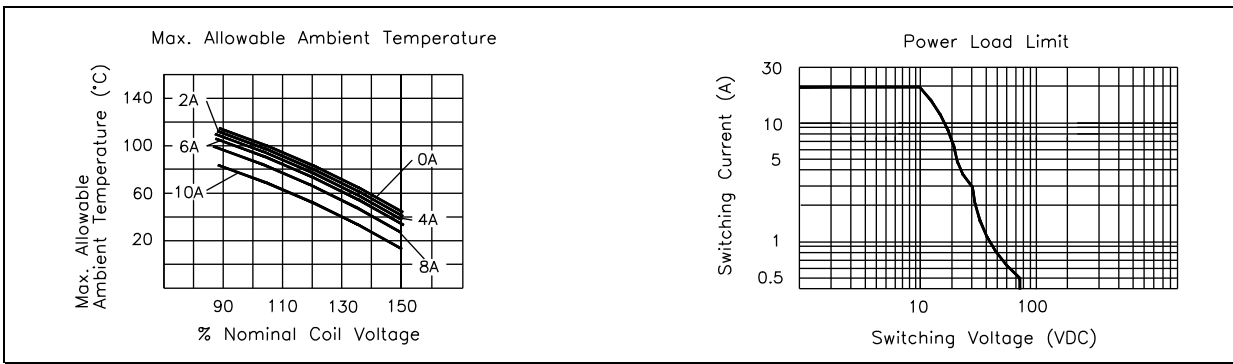 Max. Allowable Ambient Temperature
Max. Allowable
Ambient Temperature (°C)
140
100
60
20
2A
6A
10A
0A
4A
8A
90 110 130 150
% Nominal Coil Voltage
Power Load Limit
Switching Current (A)
30
10
5
1
0.5
10 100
Switching Voltage (VDC)